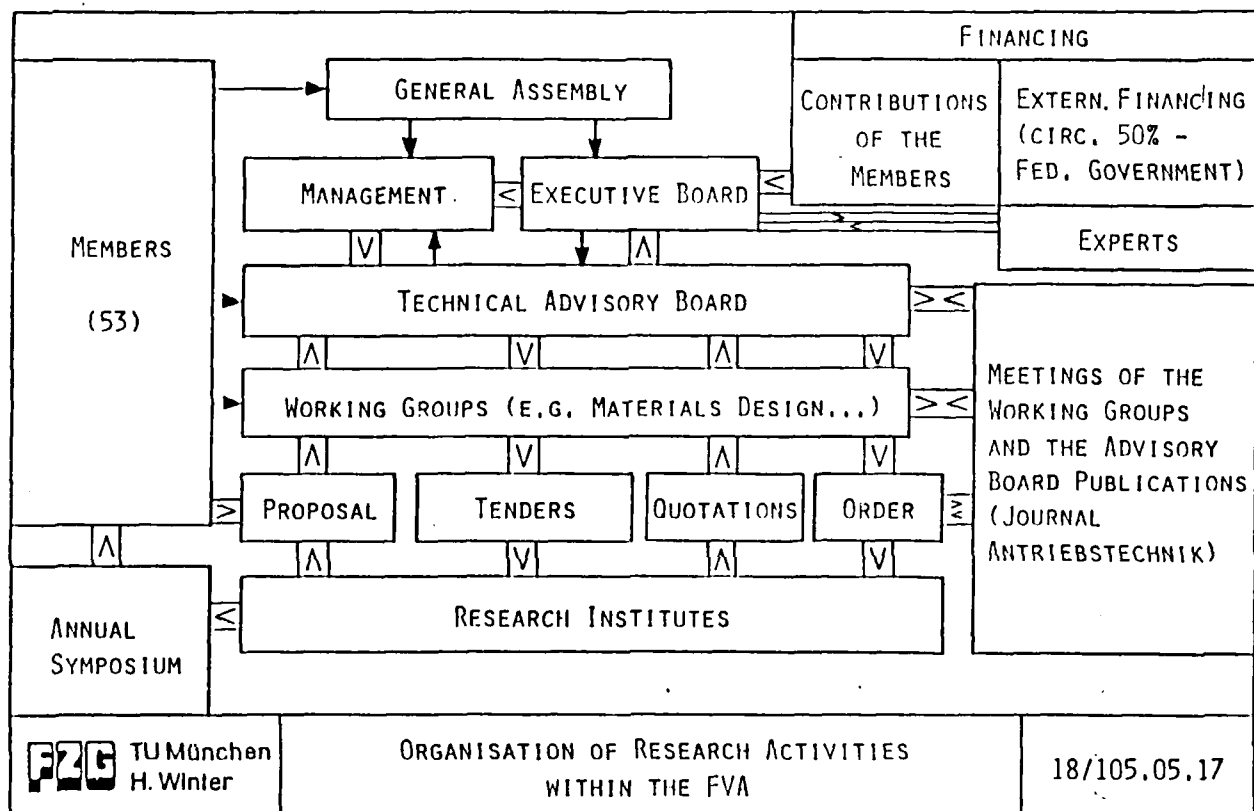 FINANCING
MEMBERS
(53)
GENERAL ASSEMBLY
CONTRIBUTIONS
OF THE
MEMBERS
EXTERN. FINANCING
(CIRC. 50% -
FED. GOVERNMENT)
MANAGEMENT.
EXECUTIVE BOARD
EXPERTS
TECHNICAL ADVISORY BOARD
WORKING GROUPS (E.G. MATERIALS DESIGN...)
MEETINGS OF THE
WORKING GROUPS
AND THE ADVISORY
BOARD PUBLICATIONS
(JOURNAL
ANTRIEBSTECHNIK)
PROPOSAL
TENDERS
QUOTATIONS
ORDER
RESEARCH INSTITUTES
ANNUAL
SYMPOSIUM
FZG TU München
H. Winter
ORGANISATION OF RESEARCH ACTIVITIES
WITHIN THE FVA
18/105.05.17